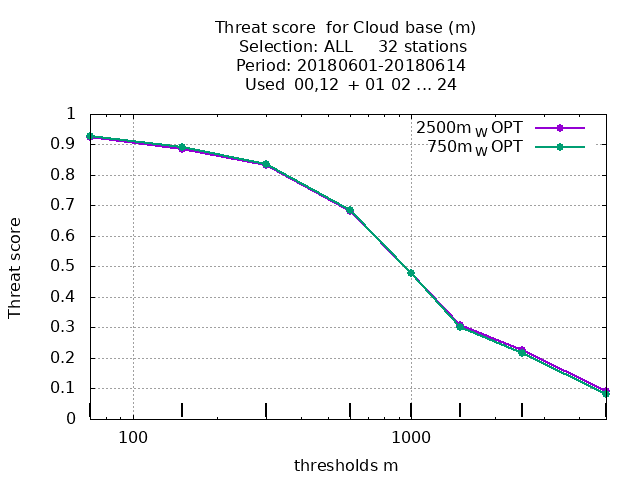 Threat score for Cloud base (m)
Selection: ALL 32 stations
Period: 20180601-20180614
Used 00,12 + 01 02 ... 24
2500m W OPT
750m W OPT
1
0.9
0.8
0.7
0.6
0.5
0.4
0.3
0.2
0.1
0
Threat score
100 1000
thresholds m